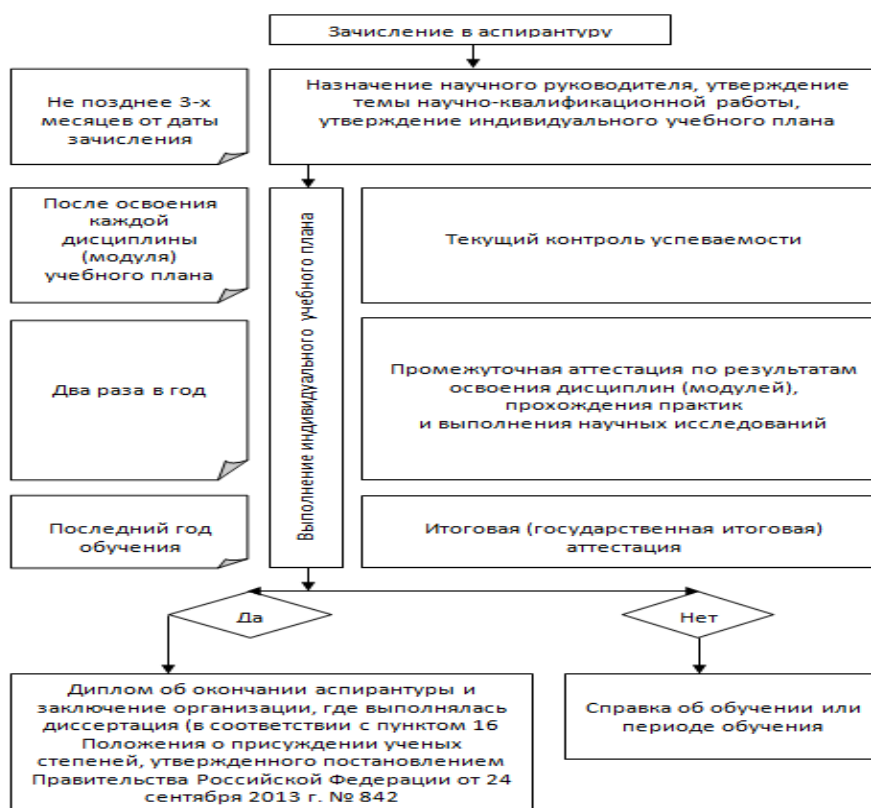 Зачисление в аспирантуру
Не позднее 3-х
месяцев от даты
зачисления
Назначение научного руководителя, утверждение
темы научно-квалификационной работы,
утверждение индивидуального учебного плана
После освоения
каждой
дисциплины
(модуля)
учебного плана
Выполнение индивидуального учебного плана
Текущий контроль успеваемости
Два раза в год
Промежуточная аттестация по результатам
освоения дисциплин (модулей),
прохождения практик
и выполнения научных исследований
Последний год
обучения
Итоговая (государственная итоговая)
аттестация
Да
Нет
Диплом об окончании аспирантуры и
заключение организации, где выполнялась
диссертация (в соответствии с пунктом 16
Положения о присуждении ученых
степеней, утвержденного постановлением
Правительства Российской Федерации от 24
сентября 2013 г. № 842
Справка об обучении или
периоде обучения